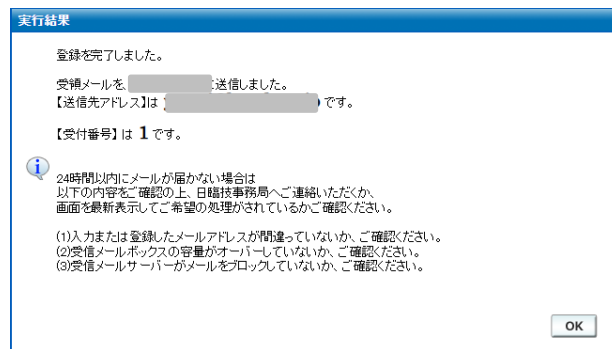 実行結果
登録を完了しました。
受領メールを、 に送信しました。
【送信先アドレス】は です。
【受付番号】は 1 です。
24時間以内にメールが届かない場合は
以下の内容をご確認の上、日臨技事務局へご連絡いただくか、
画面を最新表示してご希望の処理がされているかご確認ください。
(1)入力または登録したメールアドレスが間違っていないか、ご確認ください。
(2)受信メールボックスの容量がオーバーしていないか、ご確認ください。
(3)受信メールサーバーがメールをブロックしていないか、ご確認ください。
OK